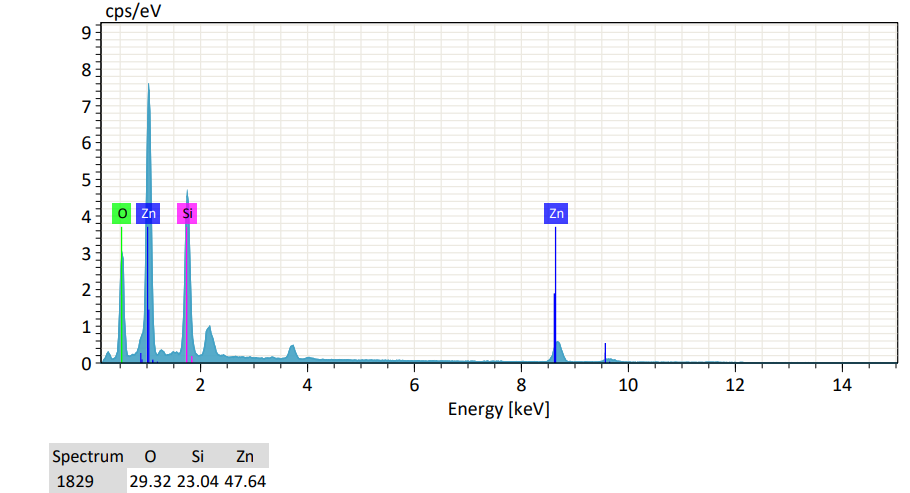 cps/eV
9
8
7
6
5
4
3
2
1
0
O Zn Si Zn
2 4 6 8 10 12 14
Energy [keV]
Spectrum O Si Zn
1829 29.32 23.04 47.64